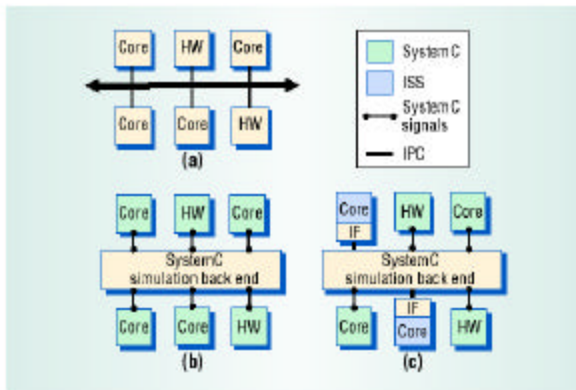 Core HW Core
Core Core HW
(a)
SystemC
ISS
SystemC
signals
IPC
Core HW Core
SystemC
simulation back end
Core Core HW
(b)
Core HW Core
IF
SystemC
simulation back end
IF
Core Core HW
(c)